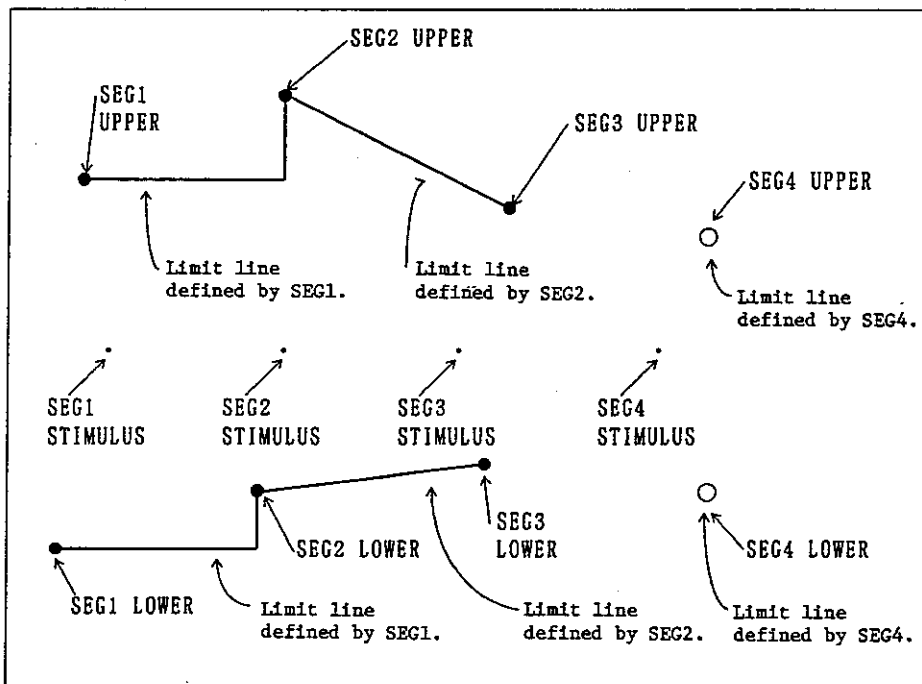 SEG2 UPPER
SEG1
UPPER
SEG3 UPPER
SEG4 UPPER
Limit line
defined by SEG1.
Limit line
defined by SEG2.
Limit line
defined by SEG4.
SEG1
STIMULUS
SEG2
STIMULUS
SEG3
STIMULUS
SEG4
STIMULUS
SEG3
LOWER
SEG2 LOWER
SEG4 LOWER
SEG1 LOWER
Limit line
defined by SEG1.
Limit line
defined by SEG2.
Limit line
defined by SEG4.